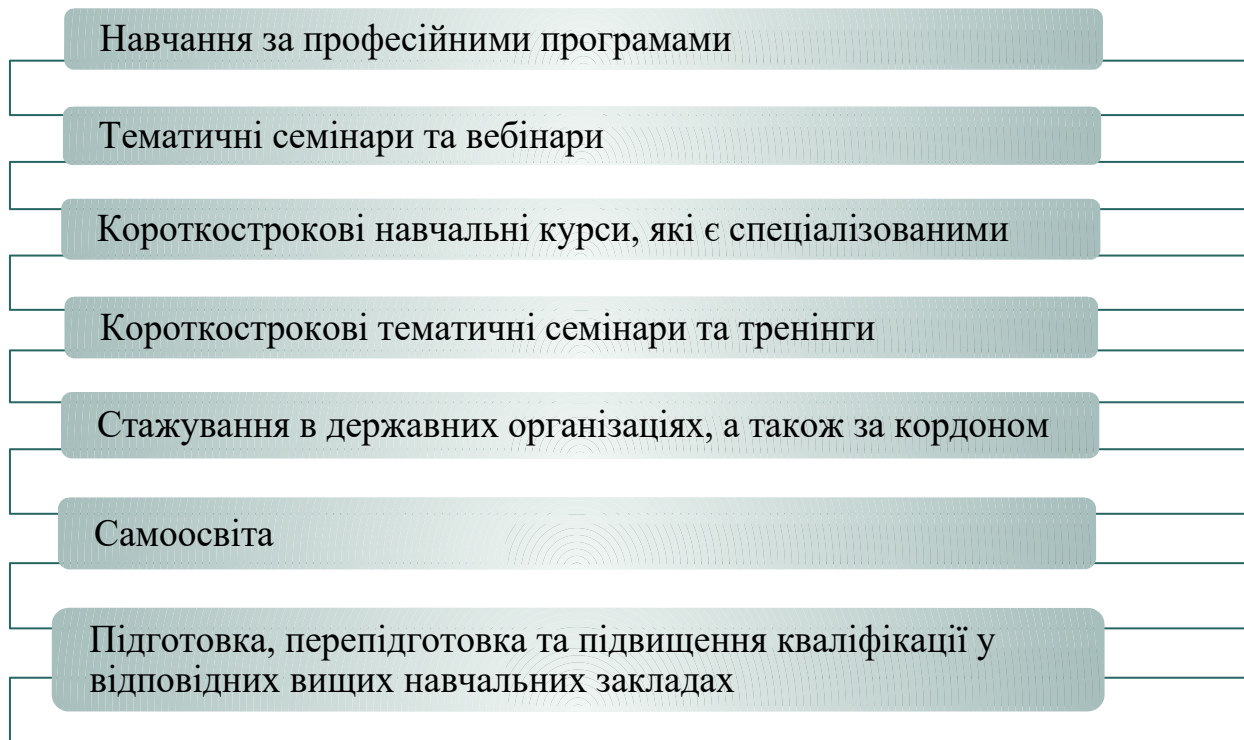 Навчання за професійними програмами
Тематичні семінари та вебінари
Короткострокові навчальні курси, які є спеціалізованими
Короткострокові тематичні семінари та тренінги
Стажування в державних організаціях, а також за кордоном
Самоосвіта
Підготовка, перепідготовка та підвищення кваліфікації у
відповідних вищих навчальних закладах